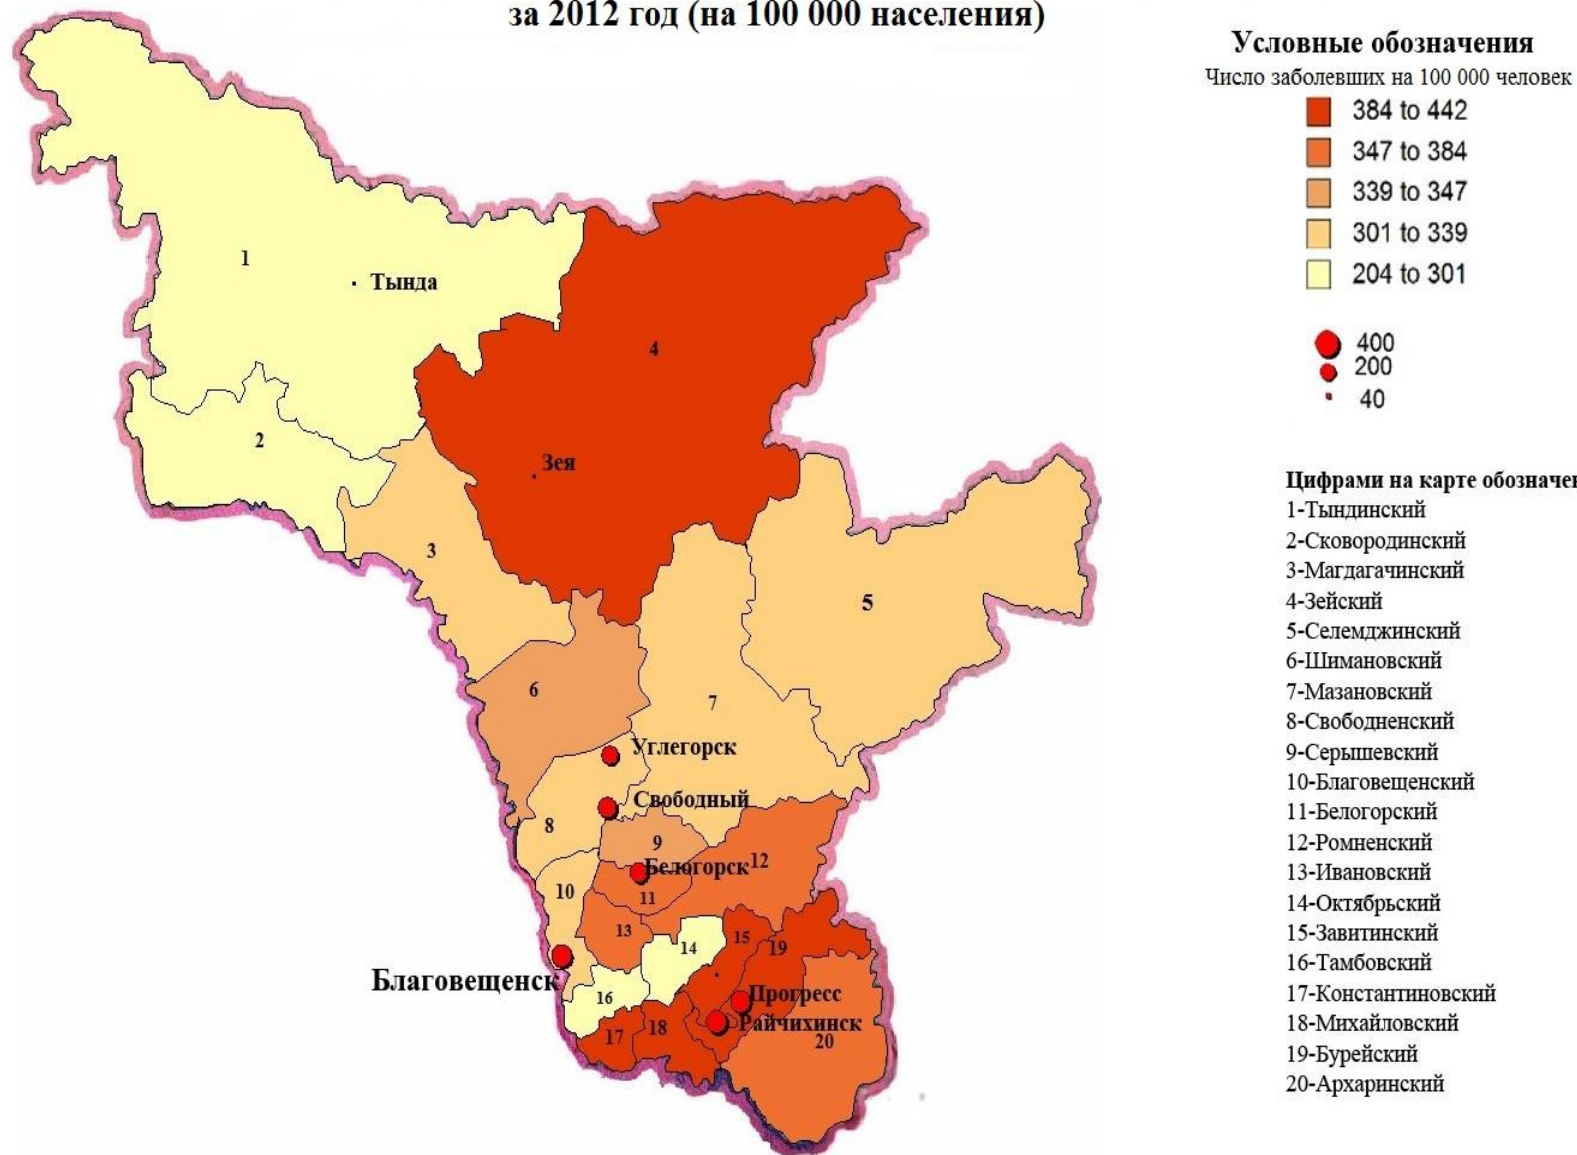 за 2012 год (на 100 000 населения)
Условные обозначения
Число заболевших на 100 000 человек
384 to 442
347 to 384
339 to 347
301 to 339
204 to 301
400
200
40
Цифрами на карте обозначен
1-Тындинский
2-Сковородинский
3-Магдагачинский
4-Зейский
5-Селемджинский
6-Шимановский
7-Мазановский
8-Свободненский
9-Серышевский
10-Благовещенский
11-Белогорский
12-Ромненский
13-Ивановский
14-Октябрьский
15-Завитинский
16-Тамбовский
17-Константиновский
18-Михайловский
19-Бурейский
20-Архаринский
1
Тында
4
2
Зея
3
5
6
7
Углегорск
Свободный
8
9
Белогорск
12
10
11
13
15
14
19
Благовещенск
Прогресс
16
Райчихинск
17
18
20